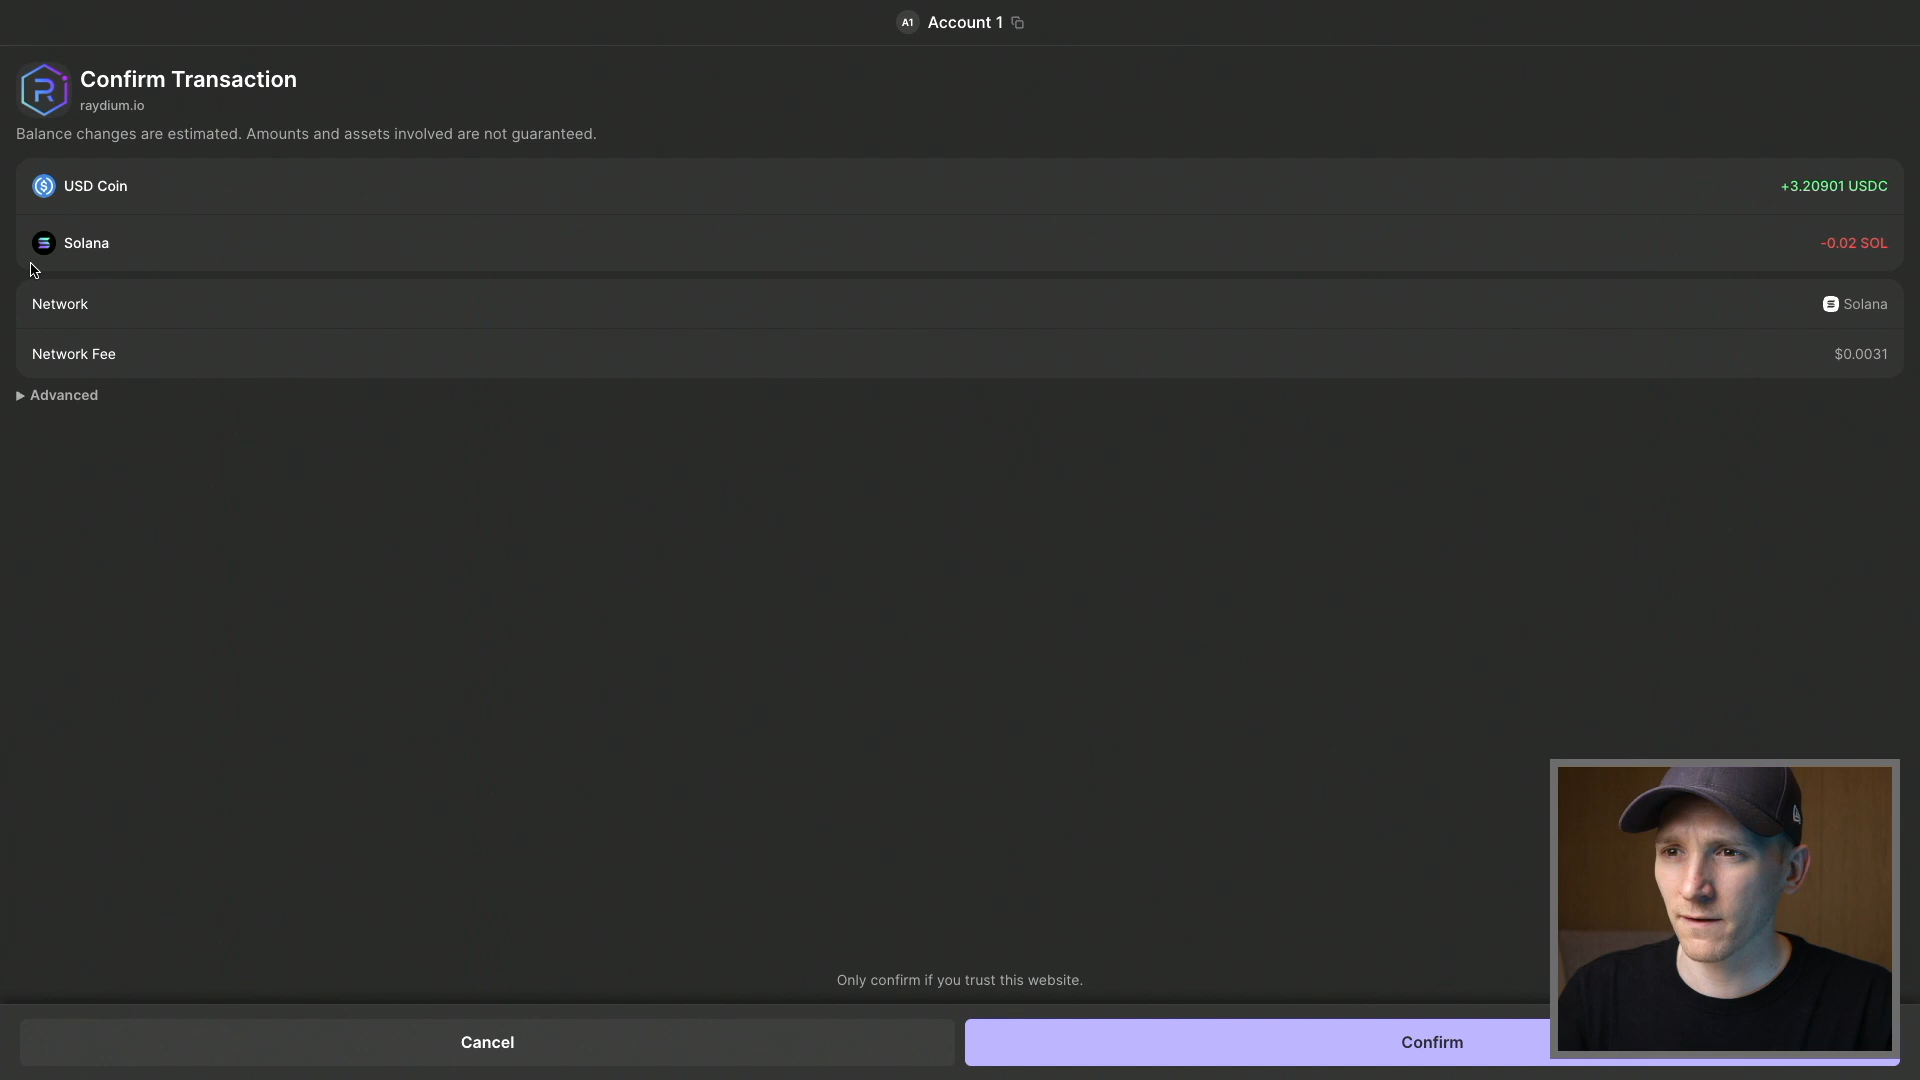 A1 Account 1
Confirm Transaction
raydium.io
Balance changes are estimated. Amounts and assets involved are not guaranteed.
USD Coin +3.20901 USDC
Solana -0.02 SOL
Network Solana
Network Fee $0.0031
Advanced
Only confirm if you trust this website.
Cancel Confirm